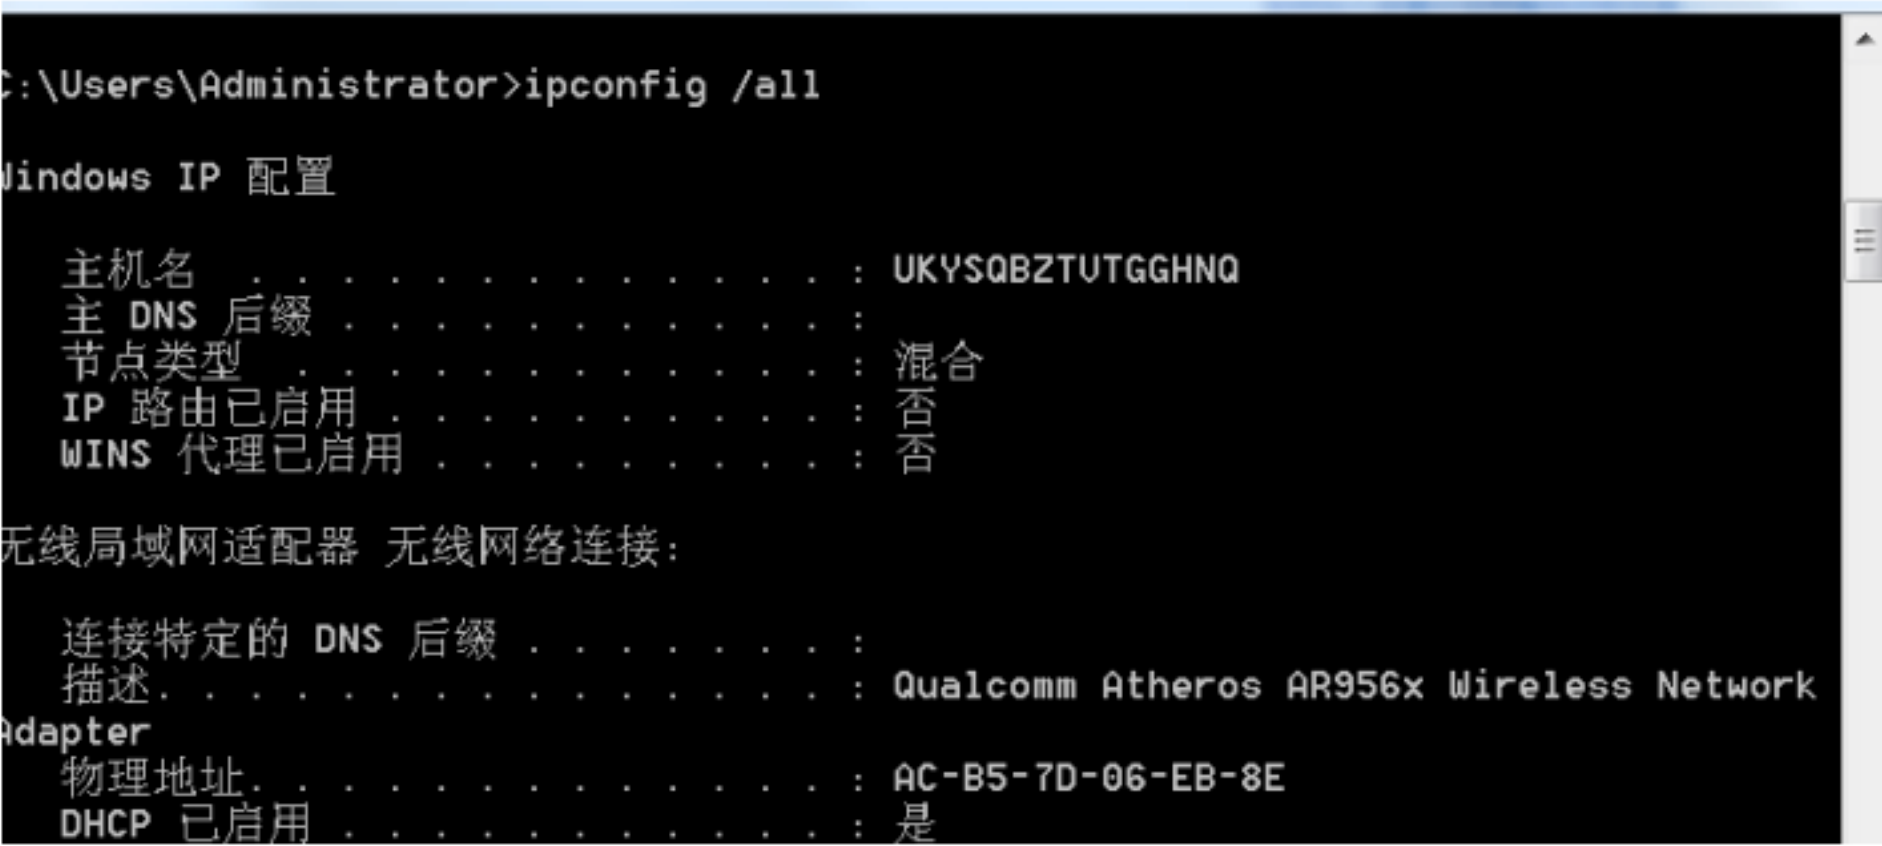 C:\Users\Administrator>ipconfig /all
Windows IP 配置
主机名 . . . . . . . . . . . . . : UKYSQBZTVTGGHNQ
主 DNS 后缀 . . . . . . . . . . . :
节点类型 . . . . . . . . . . . . : 混合
IP 路由已启用 . . . . . . . . . . : 否
WINS 代理已启用 . . . . . . . . . : 否
无线局域网适配器 无线网络连接:
连接特定的 DNS 后缀 . . . . . . . :
描述. . . . . . . . . . . . . . . : Qualcomm Atheros AR956x Wireless Network
Adapter
物理地址. . . . . . . . . . . . . : AC-B5-7D-06-EB-8E
DHCP 已启用 . . . . . . . . . . . : 是